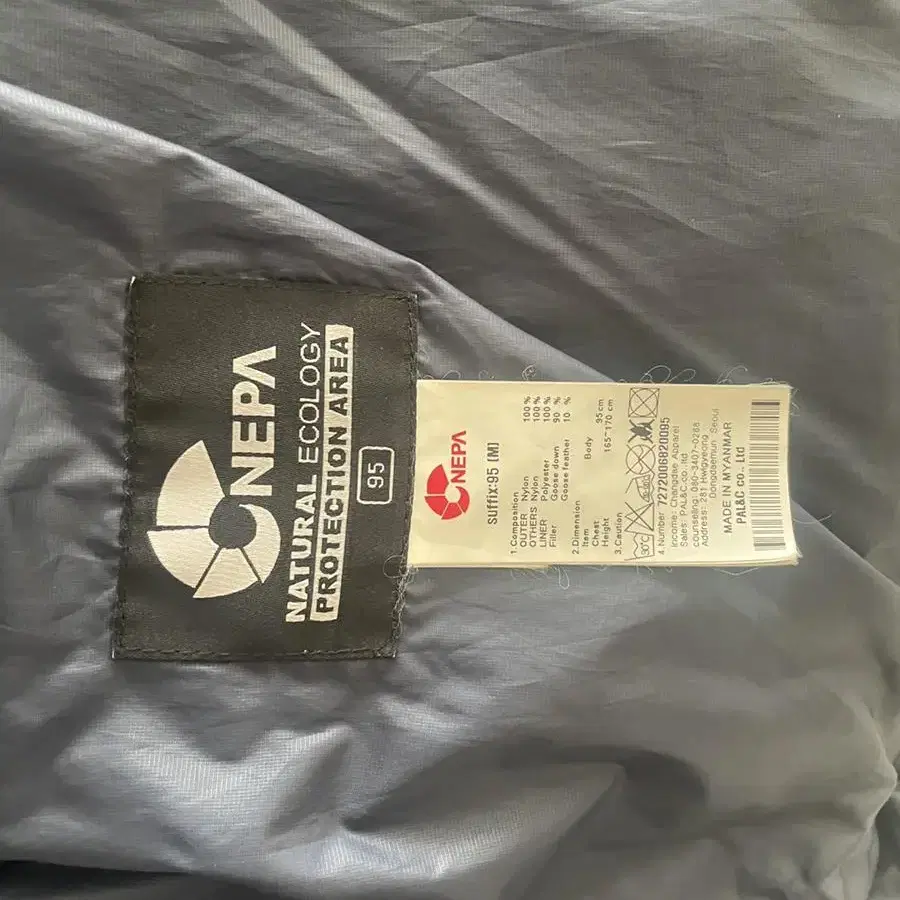 NEPA
NATURAL ECOLOGY
PROTECTION AREA
95
NEPA
suffix:95 [M]
1.Composition
OUTER Nylon 100 %
OTHERS Nylon 100 %
LINER Polyester 100 %
Filler Goose down 90 %
Goose feather 10 %
2.Dimension
Item Body
Chest 95 cm
Height 165~170 cm
3.Caution
30℃
4.Number 7272006820095
Income: Changdae Apparel
Sales: PAL&C co.,ltd
counseling: 080-3407-0288
Address: 281 Hwigyeong
Dongdaemun, Seoul
MADE IN MYANMAR
PAL&C co., Ltd